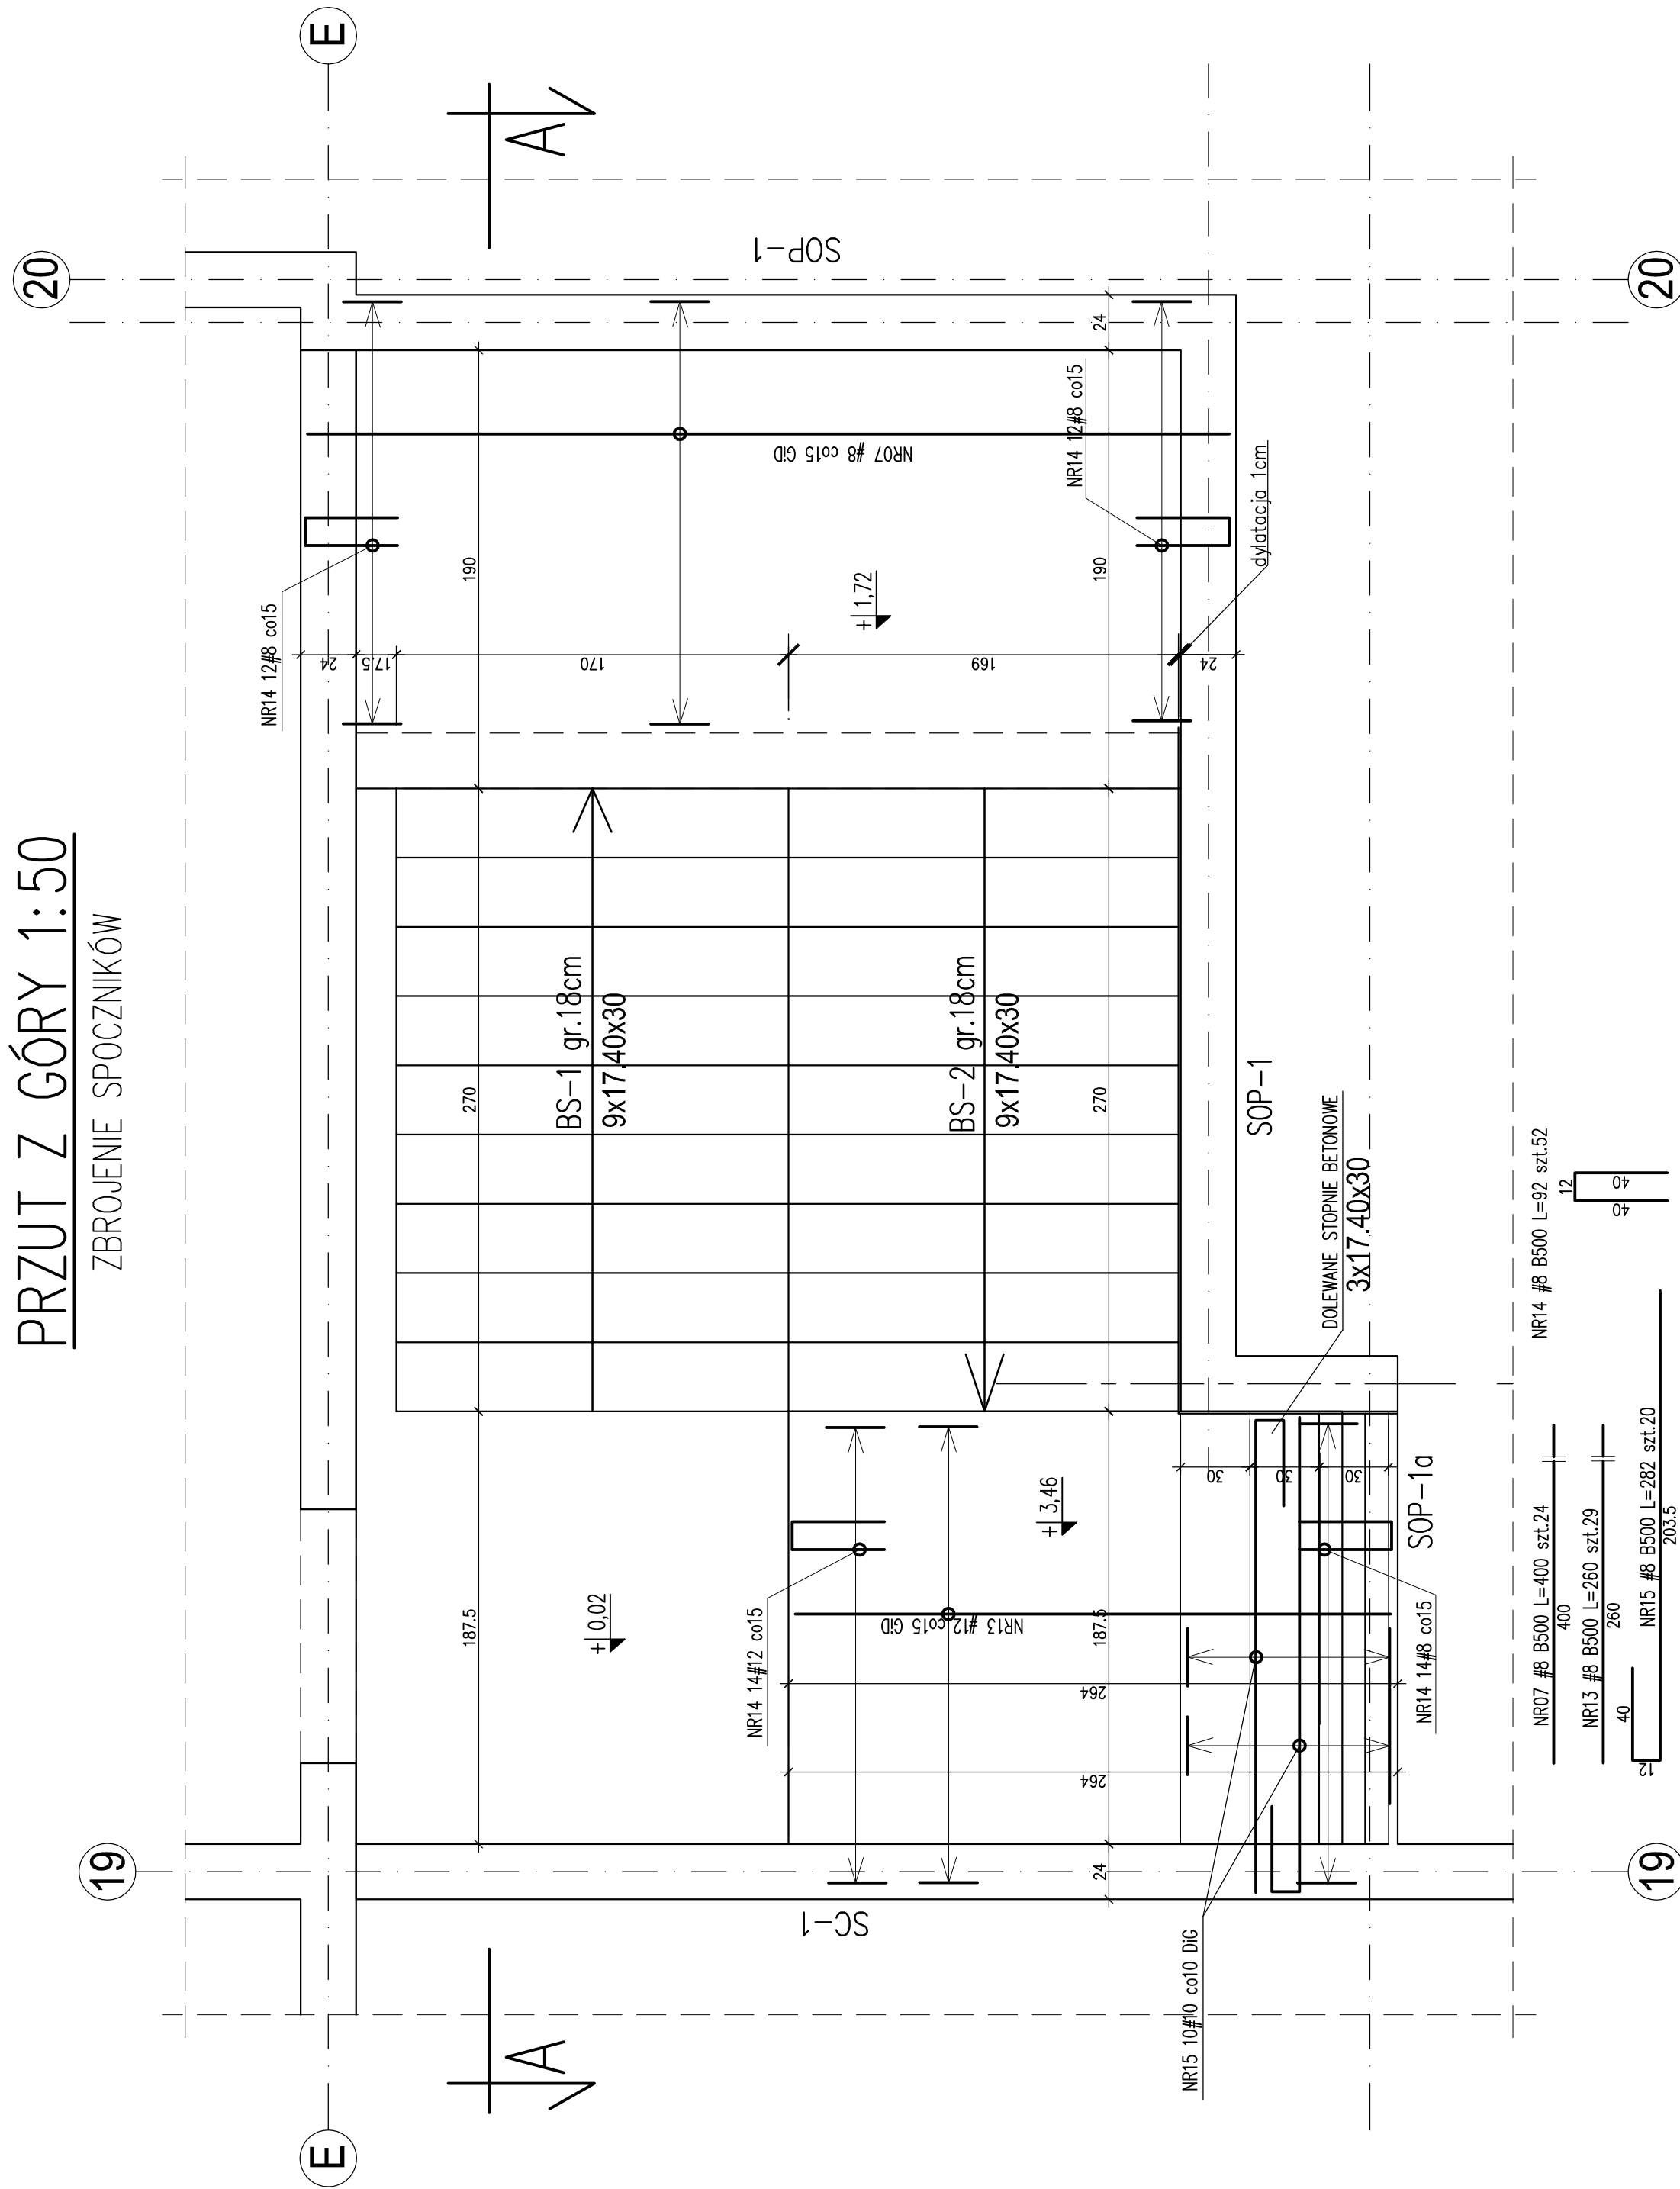 PRZUT Z GÓRY 1:50
ZBROJENIE SPOCZNIKÓW
19
20
E
E
A
A
NR14 12#8 co15
24
17.5
170
169
24
187.5
270
190
+ 0,02
BS-1 gr.18cm
9x17.40x30
BS-2 gr.18cm
9x17.40x30
+ 1,72
NR07 #8 co15 GiD
SOP-1
SC-1
NR14 14#12 co15
NR13 #12 co15 GiD
+ 3,46
264
264
24
187.5
270
190
24
NR14 12#8 co15
dylatacja 1cm
30
30
30
NR15 10#10 co10 DiG
SOP-1
DOLEWANE STOPNIE BETONOWE
3x17.40x30
SOP-1a
NR14 14#8 co15
NR07 #8 B500 L=400 szt.24
400
NR13 #8 B500 L=260 szt.29
260
NR15 #8 B500 L=282 szt.20
40
12
203.5
NR14 #8 B500 L=92 szt.52
12
40
40
19
20